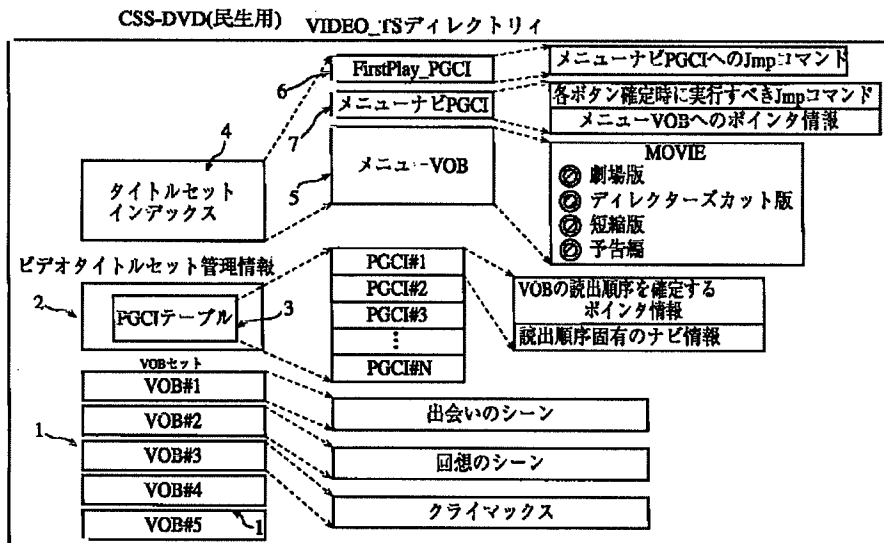 CSS-DVD(民生用)
VIDEO_TSディレクトリィ
6
FirstPlay_PGCI
メニューナビPGCIへのJmpコマンド
7
メニューナビPGCI
各ボタン確定時に実行すべきJmpコマンド
メニューVOBへのポインタ情報
4
タイトルセット
インデックス
5
メニューVOB
MOVIE
劇場版
ディレクターズカット版
短縮版
予告編
ビデオタイトルセット管理情報
2
PGCIテーブル
3
PGCI#1
PGCI#2
PGCI#3
⋮
PGCI#N
VOBの読出順序を確定する
ポインタ情報
読出順序固有のナビ情報
VOBセット
1
VOB#1
VOB#2
VOB#3
VOB#4
VOB#5
1
出会いのシーン
回想のシーン
クライマックス